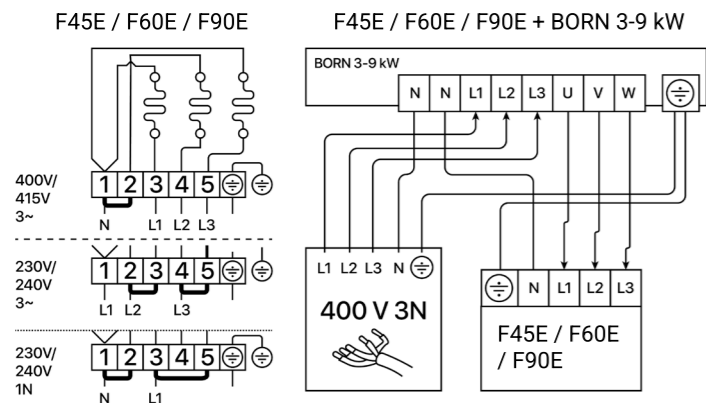 F45E / F60E / F90E
1 2 3 4 5
400V/
415V
3~
N L1 L2 L3
1 2 3 4 5
230V/
240V
3~
L1 L2 L3
1 2 3 4 5
230V/
240V
1N
N L1
F45E / F60E / F90E + BORN 3-9 kW
BORN 3-9 kW
N N L1 L2 L3 U V W
L1 L2 L3 N
400 V 3N
N L1 L2 L3
F45E / F60E
/ F90E